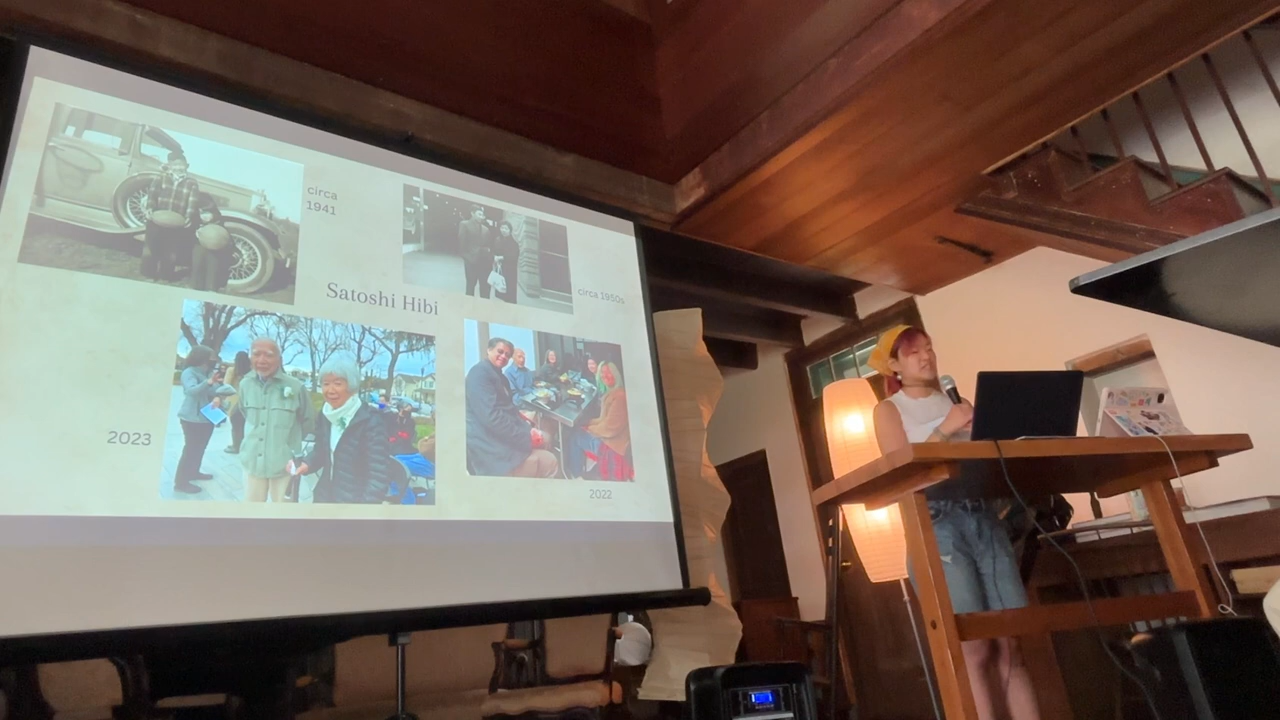 circa
1941
circa 1950s
Satoshi Hibi
2023
2022